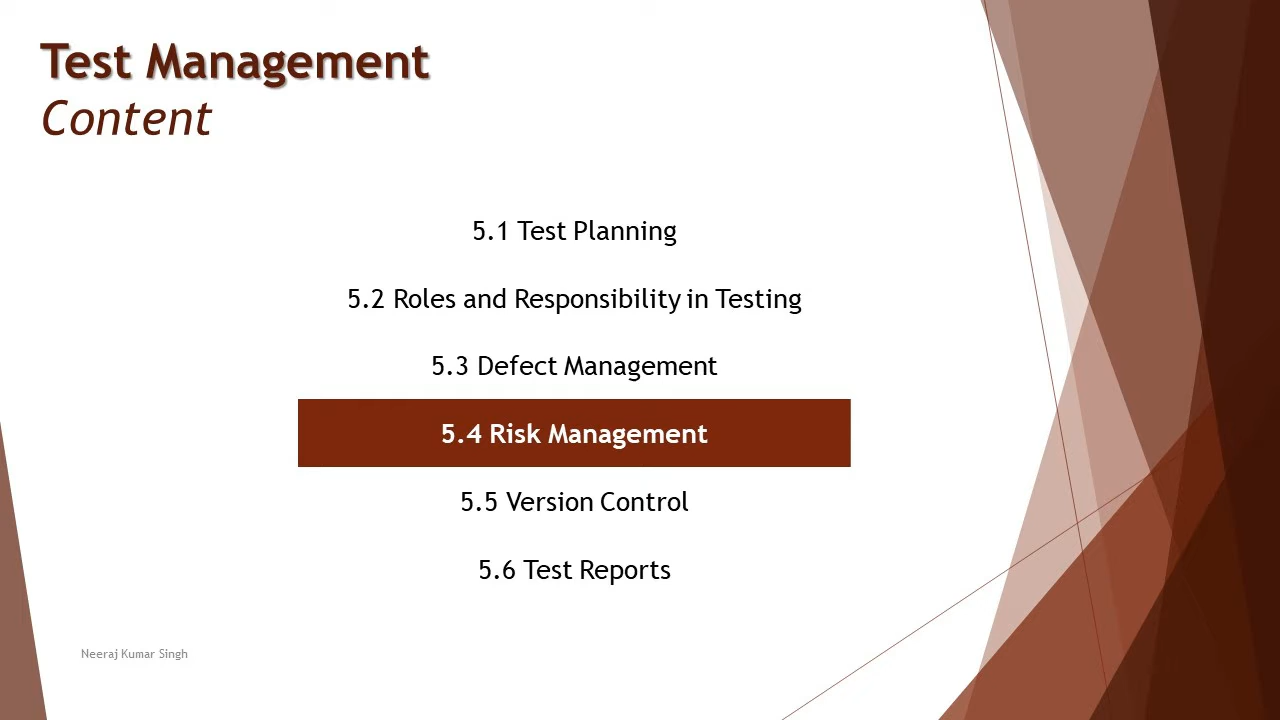 Test Management
Content
5.1 Test Planning
5.2 Roles and Responsibility in Testing
5.3 Defect Management
5.4 Risk Management
5.5 Version Control
5.6 Test Reports
Neeraj Kumar Singh